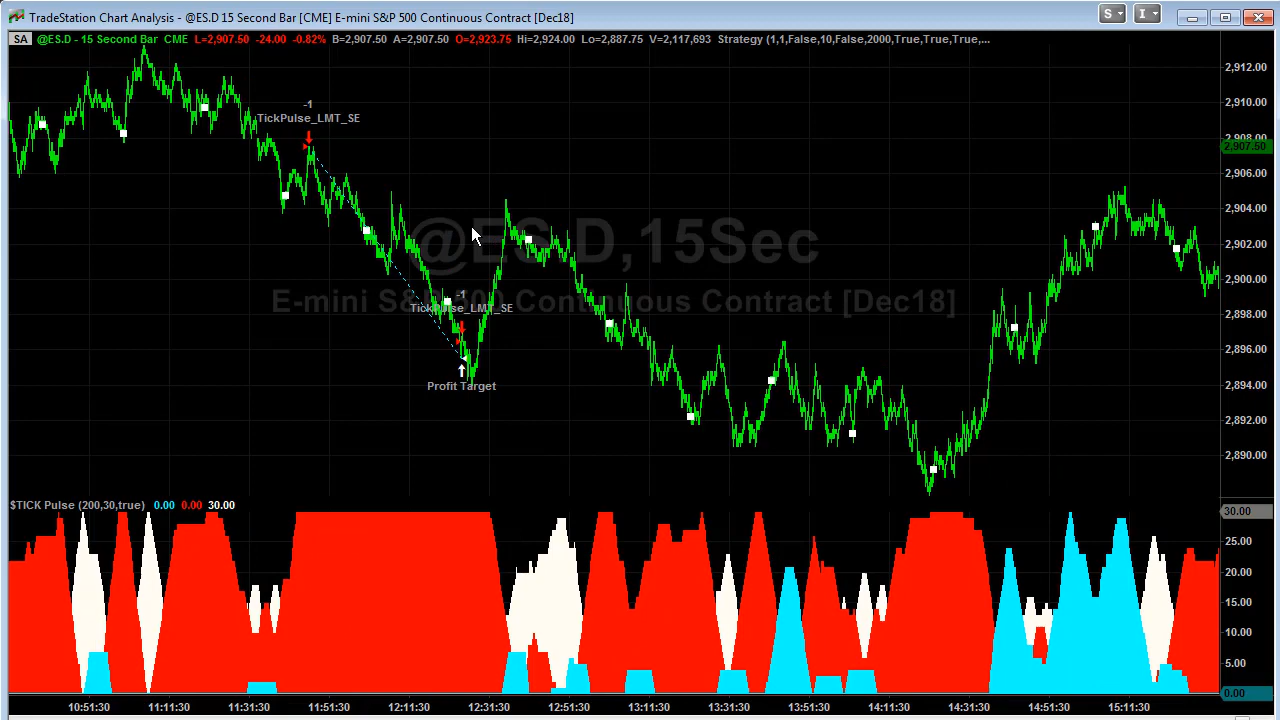 TradeStation Chart Analysis - @ES.D 15 Second Bar [CME] E-mini S&P 500 Continuous Contract [Dec18]
S
I
SA @ES.D - 15 Second Bar CME L=2,907.50 -24.00 -0.82% B=2,907.50 A=2,907.50 O=2,923.75 Hi=2,924.00 Lo=2,887.75 V=2,117,693 Strategy (1,1,False,10,False,2000,True,True,True,...
2,912.00
2,910.00
2,908.00
2,907.50
2,906.00
2,904.00
2,902.00
2,900.00
2,898.00
2,896.00
2,894.00
2,892.00
2,890.00
-1
TickPulse_LMT_SE
@ES.D,15Sec
E-mini S&P 500 Continuous Contract [Dec18]
-1
TickPulse_LMT_SE
Profit Target
$TICK Pulse (200,30,true) 0.00 0.00 30.00
30.00
25.00
20.00
15.00
10.00
5.00
0.00
10:51:30 11:11:30 11:31:30 11:51:30 12:11:30 12:31:30 12:51:30 13:11:30 13:31:30 13:51:30 14:11:30 14:31:30 14:51:30 15:11:30